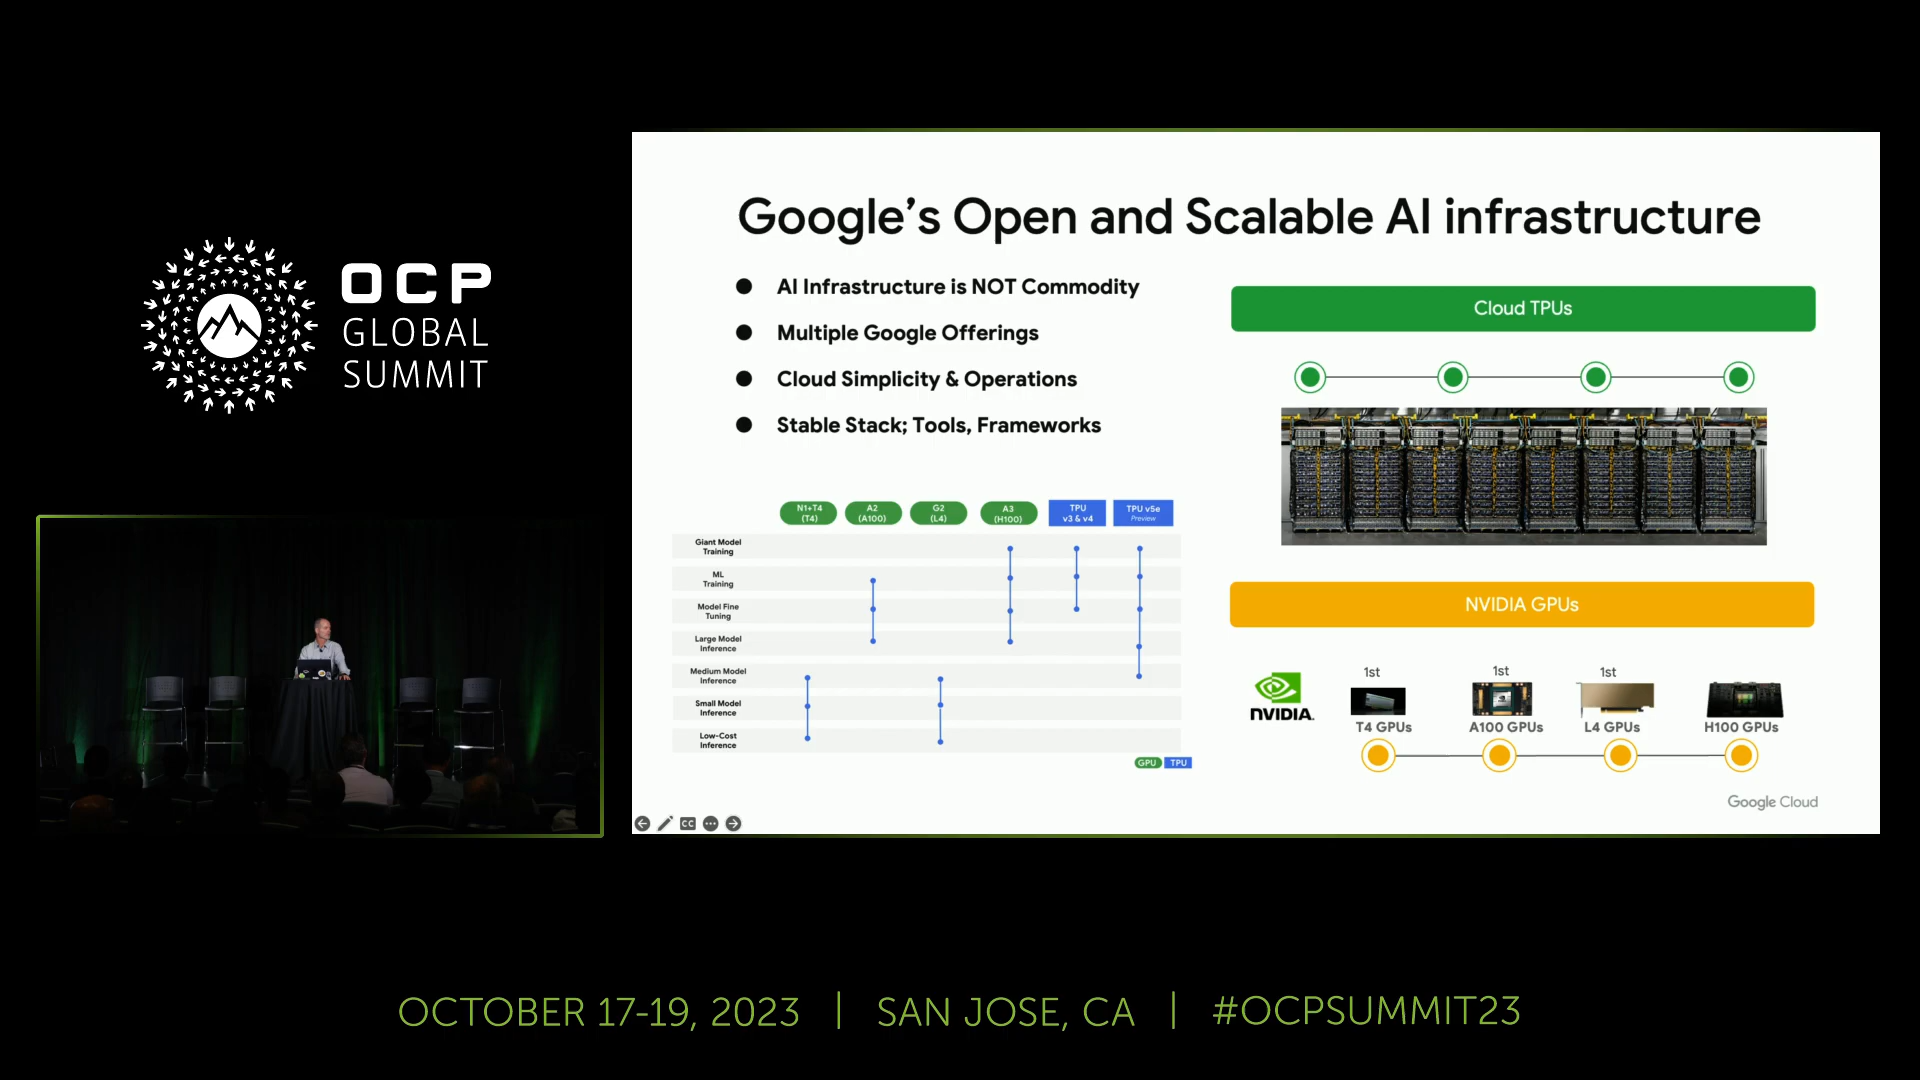 OCP
GLOBAL
SUMMIT
Google's Open and Scalable AI infrastructure
AI Infrastructure is NOT Commodity
Multiple Google Offerings
Cloud Simplicity & Operations
Stable Stack; Tools, Frameworks
N1+T4
(T4)
A2
(A100)
G2
(L4)
A3
(H100)
TPU
v3 & v4
TPU v5e
Preview
Giant Model
Training
ML
Training
Model Fine
Tuning
Large Model
Inference
Medium Model
Inference
Small Model
Inference
Low-Cost
Inference
GPU
TPU
Cloud TPUs
NVIDIA GPUs
NVIDIA.
1st
1st
1st
T4 GPUs
A100 GPUs
L4 GPUs
H100 GPUs
Google Cloud
CC
OCTOBER 17-19, 2023 | SAN JOSE, CA | #OCPSUMMIT23